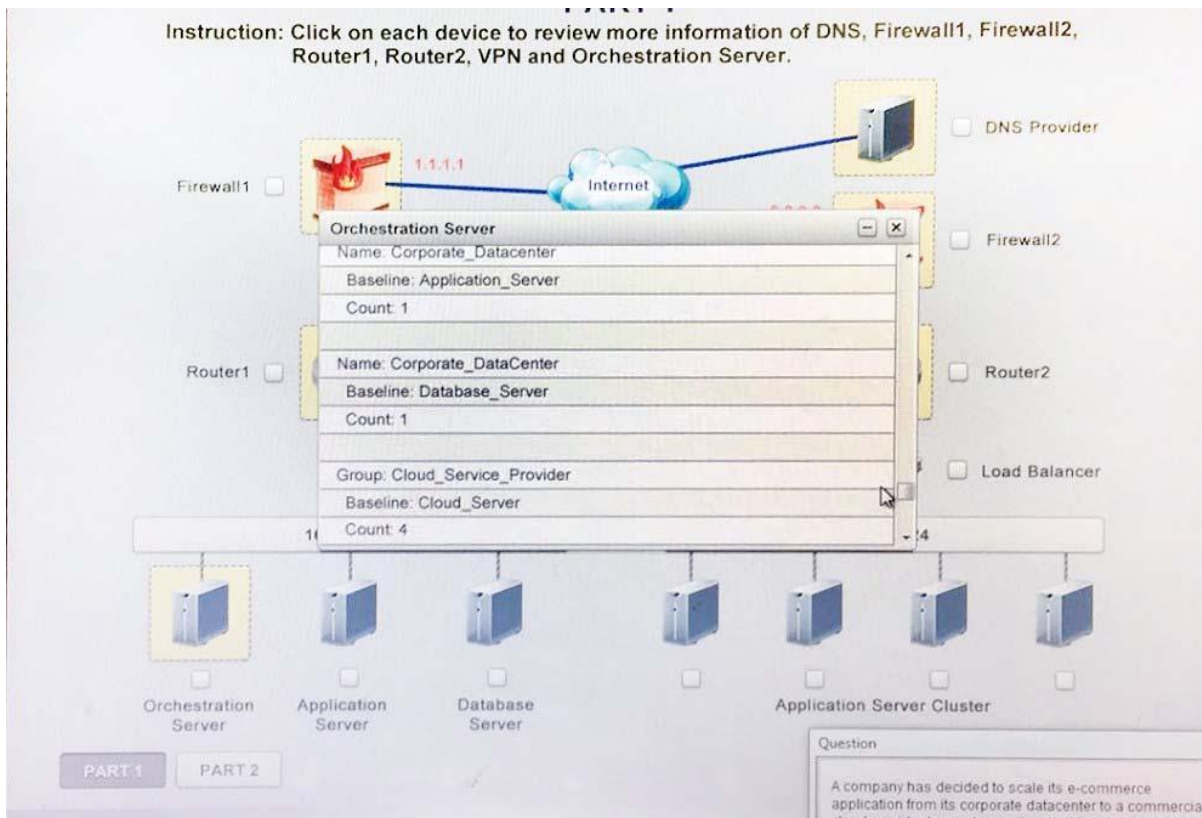 Instruction: Click on each device to review more information of DNS, Firewall1, Firewall2,
Router1, Router2, VPN and Orchestration Server.
DNS Provider
1.1.1.1
Firewall1
Internet
Firewall2
Orchestration Server
Name: Corporate_Datacenter
Baseline: Application_Server
Count: 1
Name: Corporate_DataCenter
Baseline: Database_Server
Count: 1
Group: Cloud_Service_Provider
Baseline: Cloud_Server
Count: 4
Router1
Router2
Load Balancer
Orchestration
Server
Application
Server
Database
Server
Application Server Cluster
PART 1
PART 2
Question
A company has decided to scale its e-commerce
application from its corporate datacenter to a commercia